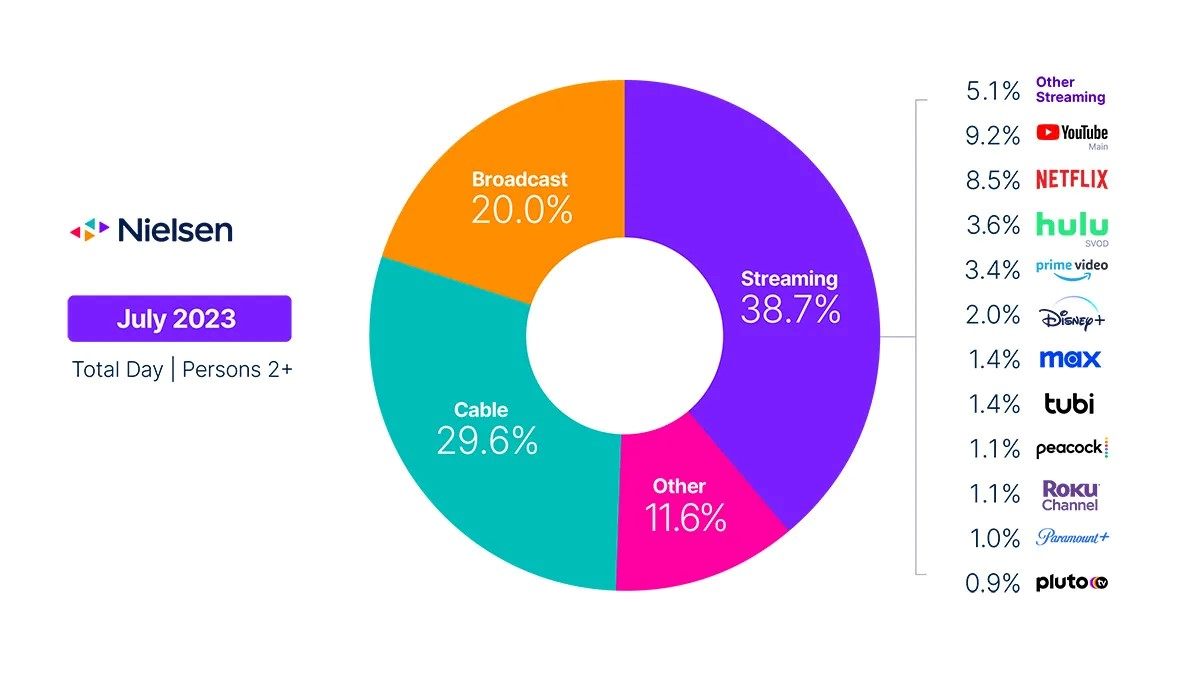 Nielsen
July 2023
Total Day | Persons 2+
Broadcast
20.0%
Streaming
38.7%
Cable
29.6%
Other
11.6%
5.1% Other
Streaming
9.2% YouTube
Main
8.5% NETFLIX
3.6% hulu
SVOD
3.4% prime video
2.0% Disney+
1.4% max
1.4% tubi
1.1% peacock
1.1% Roku
Channel
1.0% Paramount+
0.9% pluto tv